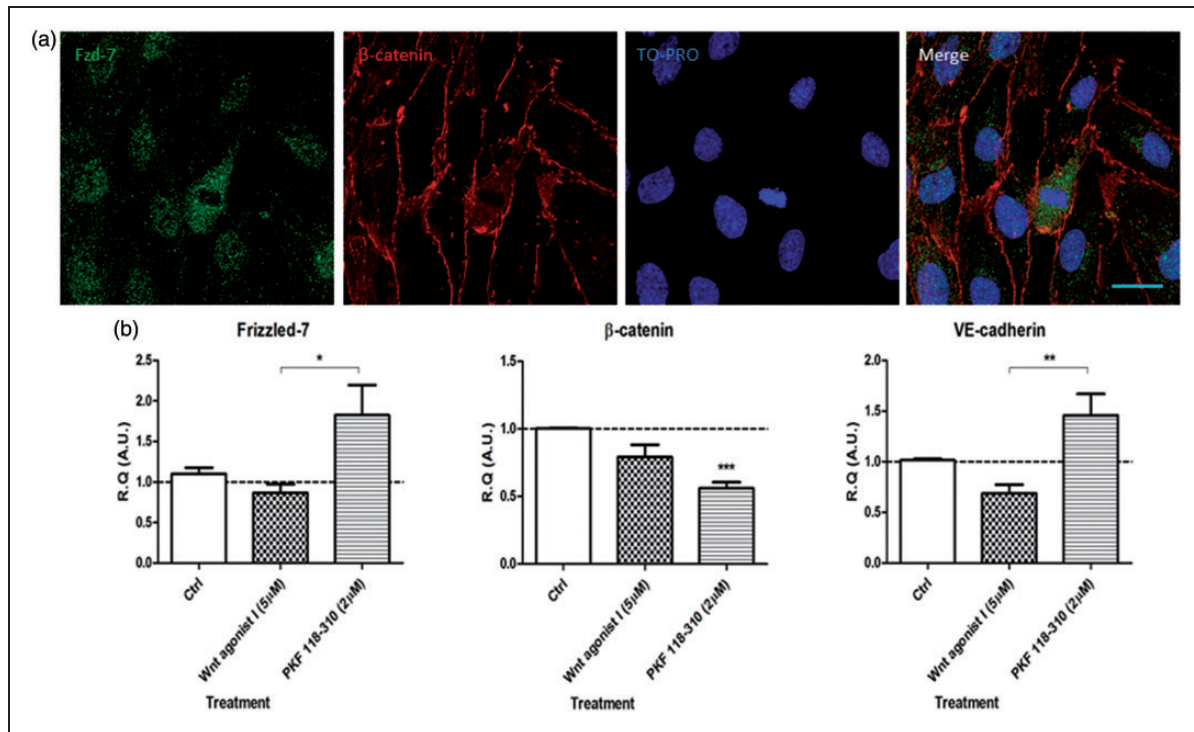 (a)
Fzd-7
β-catenin
TO-PRO
Merge
(b)
Frizzled-7
β-catenin
VE-cadherin
R.Q (A.U.)
2.5
2.0
1.5
1.0
0.5
0.0
*
Ctrl
Wnt agonist I (5μM)
PKF 118-310 (2μM)
Treatment
R.Q (A.U.)
1.5
1.0
0.5
0.0
***
Ctrl
Wnt agonist I (5μM)
PKF 118-310 (2μM)
Treatment
R.Q (A.U.)
2.0
1.5
1.0
0.5
0.0
**
Ctrl
Wnt agonist I (5μM)
PKF 118-310 (2μM)
Treatment